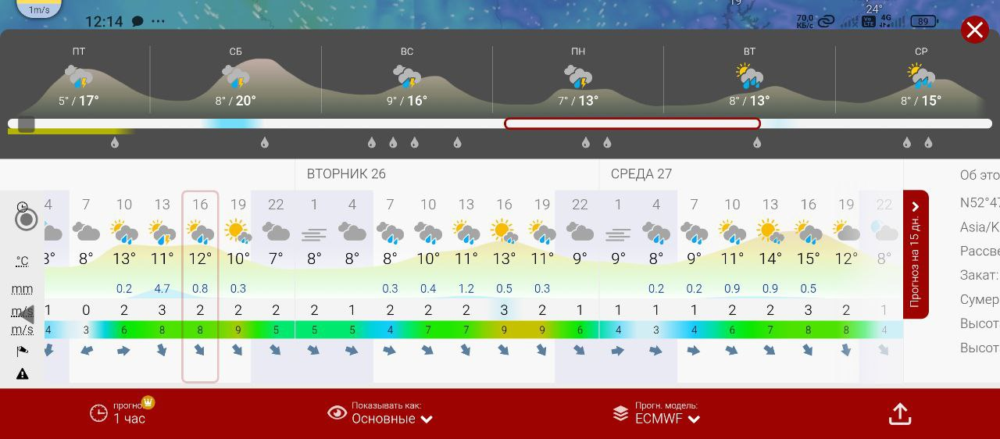 1m/s
19
24°
12:14
70,0
КБ/с
Vo
LTE
4G
89
ПТ СБ ВС ПН ВТ СР
5° / 17° 8° / 20° 9° / 16° 7° / 13° 8° / 13° 8° / 15°
ВТОРНИК 26 СРЕДА 27
Об это
4 7 10 13 16 19 22 1 4 7 10 13 16 19 22 1 4 7 10 13 16 19 22
N52°47
Asia/K
Рассве
Закат:
Сумер
Высот
Высот
°C 3° 8° 13° 11° 12° 10° 7° 8° 8° 8° 10° 11° 13° 11° 9° 9° 8° 9° 11° 14° 15° 12° 8°
mm 0.2 4.7 0.8 0.3 0.3 0.4 1.2 0.5 0.3 0.2 0.2 0.9 0.9 0.5
m/s 1 0 2 3 2 2 2 2 1 2 2 2 3 2 1 1 1 1 2 2 3 2 1
m/s 4 3 6 8 8 9 5 5 5 4 7 7 9 9 6 4 3 4 6 7 8 8 4
Прогноз на 15 дн.
прогно
1 час
Показывать как:
Основные
Прогн. модель:
ECMWF